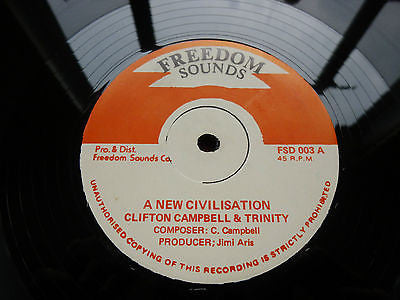 FREEDOM
SOUNDS
Pro. & Dist.
Freedom Sounds Co,
FSD 003 A
45 R.P.M
A NEW CIVILISATION
CLIFTON CAMPBELL & TRINITY
COMPOSER: C. Campbell
PRODUCER; Jimi Aris
UNAUTHORISED COPYING OF THIS RECORDING IS STRICTLY PROHIBITED